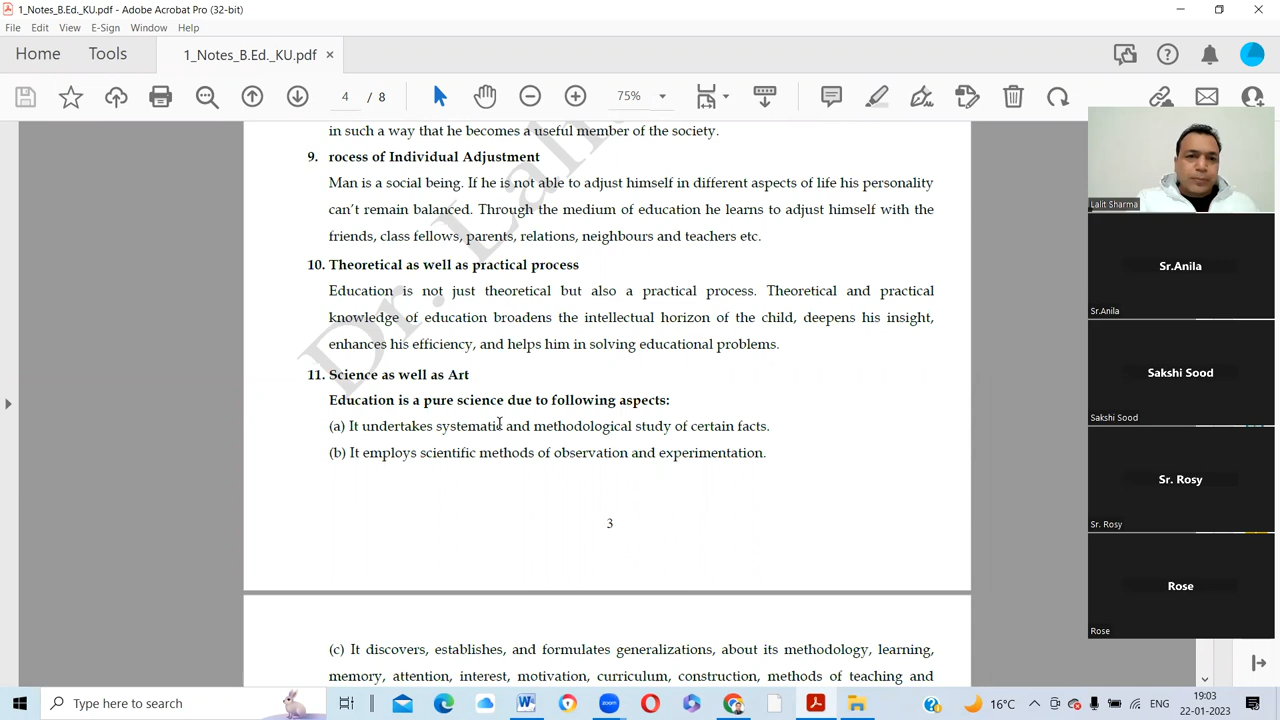 1_Notes_B.Ed._KU.pdf - Adobe Acrobat Pro (32-bit)
File Edit View E-Sign Window Help
Home Tools 1_Notes_B.Ed._KU.pdf ×
4 / 8 75%
in such a way that he becomes a useful member of the society.
9. rocess of Individual Adjustment
Man is a social being. If he is not able to adjust himself in different aspects of life his personality
can't remain balanced. Through the medium of education he learns to adjust himself with the
friends, class fellows, parents, relations, neighbours and teachers etc.
10. Theoretical as well as practical process
Education is not just theoretical but also a practical process. Theoretical and practical
knowledge of education broadens the intellectual horizon of the child, deepens his insight,
enhances his efficiency, and helps him in solving educational problems.
11. Science as well as Art
Education is a pure science due to following aspects:
(a) It undertakes systematic and methodological study of certain facts.
(b) It employs scientific methods of observation and experimentation.
3
(c) It discovers, establishes, and formulates generalizations, about its methodology, learning,
memory, attention, interest, motivation, curriculum, construction, methods of teaching and
Dr.
Lalit Sharma
Sr.Anila
Sr.Anila
Sakshi Sood
Sakshi Sood
Sr. Rosy
Sr. Rosy
Rose
Rose
Type here to search
zoom
16°C
ENG
19:03
22-01-2023